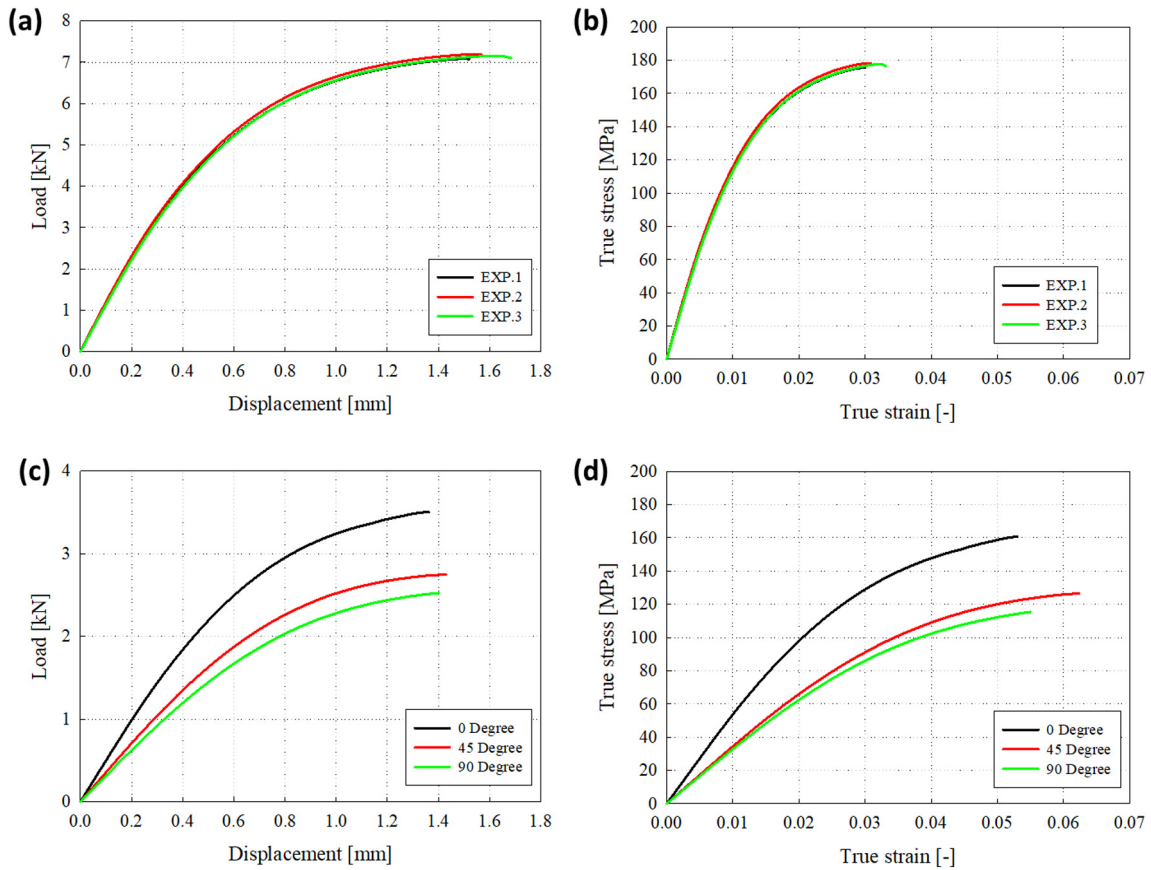 (a)
8
7
6
5
4
3
2
1
0
Load [kN]
EXP.1
EXP.2
EXP.3
0.0 0.2 0.4 0.6 0.8 1.0 1.2 1.4 1.6 1.8
Displacement [mm]
(b)
200
180
160
140
120
100
80
60
40
20
0
True stress [MPa]
EXP.1
EXP.2
EXP.3
0.00 0.01 0.02 0.03 0.04 0.05 0.06 0.07
True strain [-]
(c)
4
3
2
1
0
Load [kN]
0 Degree
45 Degree
90 Degree
0.0 0.2 0.4 0.6 0.8 1.0 1.2 1.4 1.6 1.8
Displacement [mm]
(d)
200
180
160
140
120
100
80
60
40
20
0
True stress [MPa]
0 Degree
45 Degree
90 Degree
0.00 0.01 0.02 0.03 0.04 0.05 0.06 0.07
True strain [-]